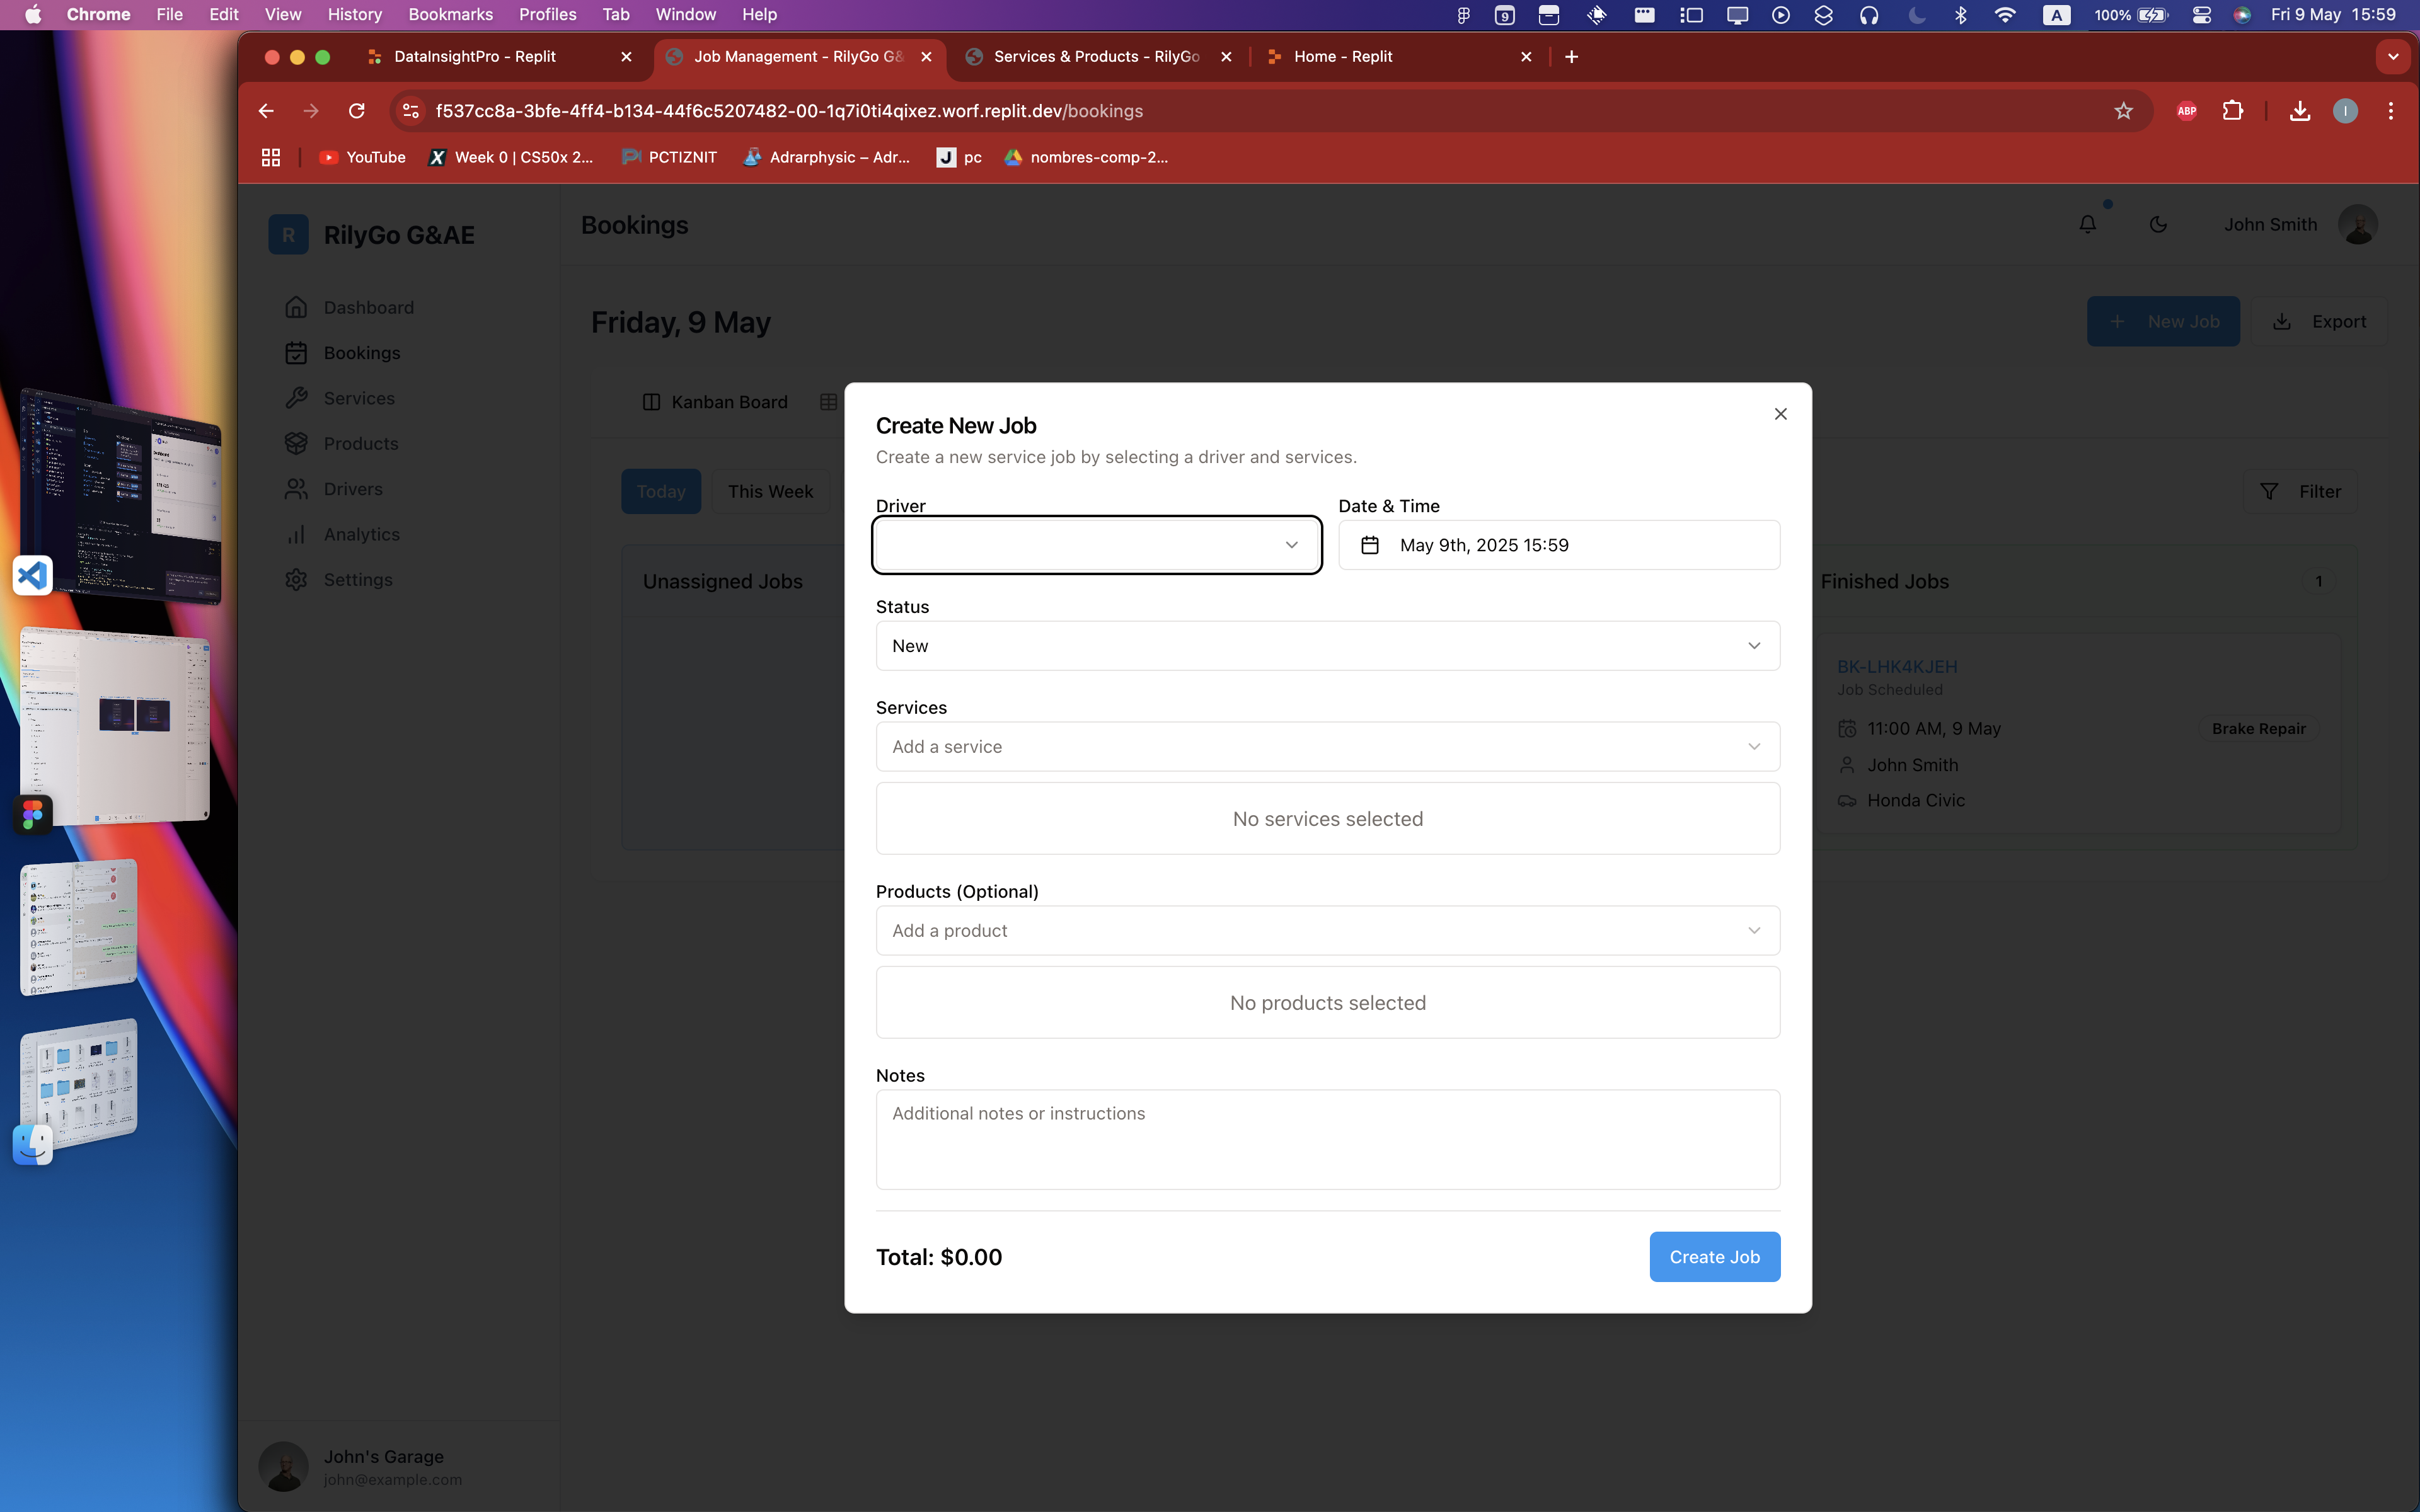 Chrome File Edit View History Bookmarks Profiles Tab Window Help
9 A 100% Fri 9 May 15:59
DataInsightPro - Replit
Job Management - RilyGo G&
Services & Products - RilyGo
Home - Replit
f537cc8a-3bfe-4ff4-b134-44f6c5207482-00-1q7i0ti4qixez.worf.replit.dev/bookings
ABP
I
YouTube
Week 0 | CS50x 2...
PCTIZNIT
Adrarphysic – Adr...
J pc
nombres-comp-2...
R RilyGo G&AE
Bookings
John Smith
Dashboard
Bookings
Services
Products
Drivers
Analytics
Settings
Friday, 9 May
New Job
Export
Kanban Board
Today
This Week
Filter
Unassigned Jobs
Create New Job
Create a new service job by selecting a driver and services.
Driver
Date & Time
May 9th, 2025 15:59
Status
New
Services
Add a service
No services selected
Products (Optional)
Add a product
No products selected
Notes
Additional notes or instructions
Total: $0.00
Create Job
Finished Jobs
1
BK-LHK4KJEH
Job Scheduled
11:00 AM, 9 May
Brake Repair
John Smith
Honda Civic
John's Garage
john@example.com